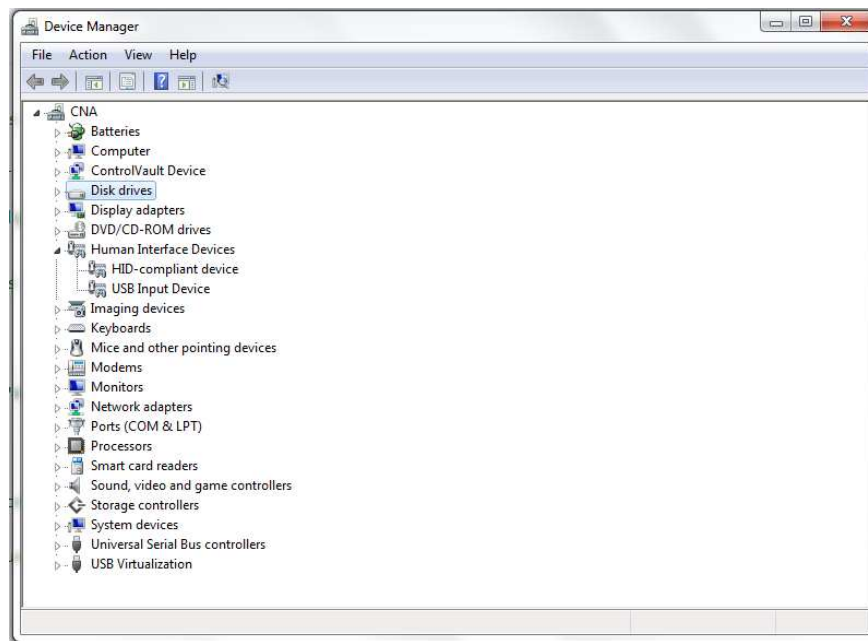 Device Manager
File Action View Help
CNA
Batteries
Computer
ControlVault Device
Disk drives
Display adapters
DVD/CD-ROM drives
Human Interface Devices
HID-compliant device
USB Input Device
Imaging devices
Keyboards
Mice and other pointing devices
Modems
Monitors
Network adapters
Ports (COM & LPT)
Processors
Smart card readers
Sound, video and game controllers
Storage controllers
System devices
Universal Serial Bus controllers
USB Virtualization